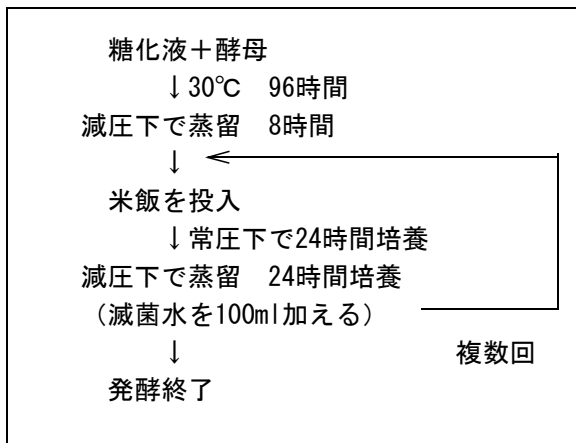 糖化液＋酵母
↓30℃ 96時間
減圧下で蒸留 8時間
↓
米飯を投入
↓常圧下で24時間培養
減圧下で蒸留 24時間培養
（滅菌水を100ml加える）
↓ 複数回
発酵終了